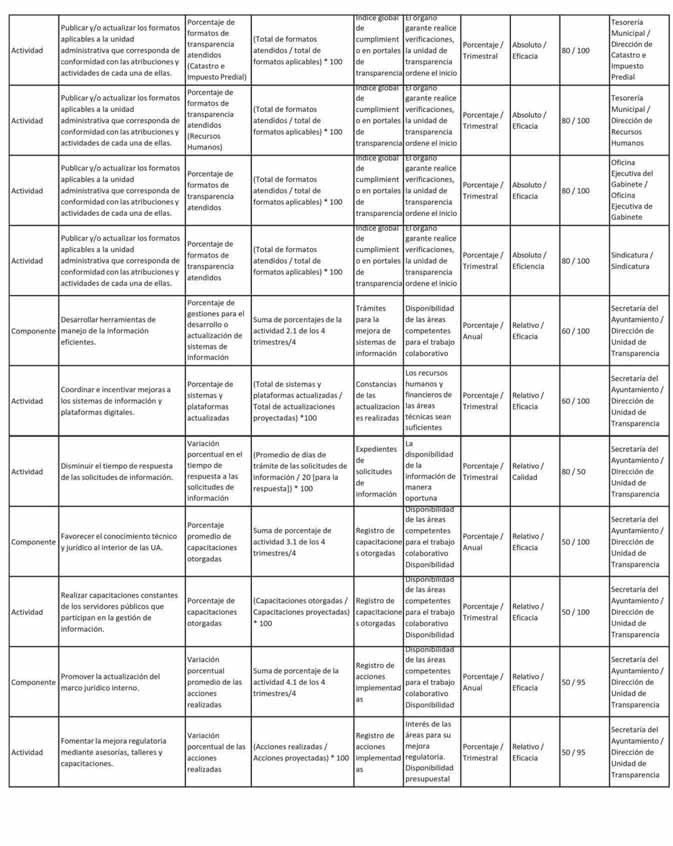 Actividad
Publicar y/o actualizar los formatos
aplicables a la unidad
administrativa que corresponda de
conformidad con las atribuciones y
actividades de cada una de ellas.
Porcentaje de
formatos de
transparencia
atendidos
(Catastro e
Impuesto Predial)
(Total de formatos
atendidos / total de
formatos aplicables) * 100
Índice global
de
cumplimient
o en portales
de
transparencia
El órgano
garante realice
verificaciones,
la unidad de
transparencia
ordene el inicio
Porcentaje /
Trimestral
Absoluto /
Eficacia
80 / 100
Tesorería
Municipal /
Dirección de
Catastro e
Impuesto
Predial
Actividad
Publicar y/o actualizar los formatos
aplicables a la unidad
administrativa que corresponda de
conformidad con las atribuciones y
actividades de cada una de ellas.
Porcentaje de
formatos de
transparencia
atendidos
(Recursos
Humanos)
(Total de formatos
atendidos / total de
formatos aplicables) * 100
Índice global
de
cumplimient
o en portales
de
transparencia
El órgano
garante realice
verificaciones,
la unidad de
transparencia
ordene el inicio
Porcentaje /
Trimestral
Absoluto /
Eficacia
80 / 100
Tesorería
Municipal /
Dirección de
Recursos
Humanos
Actividad
Publicar y/o actualizar los formatos
aplicables a la unidad
administrativa que corresponda de
conformidad con las atribuciones y
actividades de cada una de ellas.
Porcentaje de
formatos de
transparencia
atendidos
(Total de formatos
atendidos / total de
formatos aplicables) * 100
Índice global
de
cumplimient
o en portales
de
transparencia
El órgano
garante realice
verificaciones,
la unidad de
transparencia
ordene el inicio
Porcentaje /
Trimestral
Absoluto /
Eficacia
80 / 100
Oficina
Ejecutiva del
Gabinete /
Oficina
Ejecutiva de
Gabinete
Actividad
Publicar y/o actualizar los formatos
aplicables a la unidad
administrativa que corresponda de
conformidad con las atribuciones y
actividades de cada una de ellas.
Porcentaje de
formatos de
transparencia
atendidos
(Total de formatos
atendidos / total de
formatos aplicables) * 100
Índice global
de
cumplimient
o en portales
de
transparencia
El órgano
garante realice
verificaciones,
la unidad de
transparencia
ordene el inicio
Porcentaje /
Trimestral
Absoluto /
Eficiencia
80 / 100
Sindicatura /
Sindicatura
Componente
Desarrollar herramientas de
manejo de la información
eficientes.
Porcentaje de
gestiones para el
desarrollo o
actualización de
sistemas de
información
Suma de porcentajes de la
actividad 2.1 de los 4
trimestres/4
Trámites
para la
mejora de
sistemas de
información
Disponibilidad
de las áreas
competentes
para el trabajo
colaborativo
Porcentaje /
Anual
Relativo /
Eficacia
60 / 100
Secretaría del
Ayuntamiento /
Dirección de
Unidad de
Transparencia
Actividad
Coordinar e incentivar mejoras a
los sistemas de información y
plataformas digitales.
Porcentaje de
sistemas y
plataformas
actualizadas
(Total de sistemas y
plataformas actualizadas /
Total de actualizaciones
proyectadas) *100
Constancias
de las
actualizacion
es realizadas
Los recursos
humanos y
financieros de
las áreas
técnicas sean
suficientes
Porcentaje /
Trimestral
Relativo /
Eficacia
60 / 100
Secretaría del
Ayuntamiento /
Dirección de
Unidad de
Transparencia
Actividad
Disminuir el tiempo de respuesta
de las solicitudes de información.
Variación
porcentual en el
tiempo de
respuesta a las
solicitudes de
información
(Promedio de días de
trámite de las solicitudes de
información / 20 [para la
respuesta]) * 100
Expedientes
de
solicitudes
de
información
La
disponibilidad
de la
información de
manera
oportuna
Porcentaje /
Trimestral
Relativo /
Calidad
80 / 50
Secretaría del
Ayuntamiento /
Dirección de
Unidad de
Transparencia
Componente
Favorecer el conocimiento técnico
y jurídico al interior de las UA.
Porcentaje
promedio de
capacitaciones
otorgadas
Suma de porcentaje de
actividad 3.1 de los 4
trimestres/4
Registro de
capacitacione
s otorgadas
Disponibilidad
de las áreas
competentes
para el trabajo
colaborativo
Disponibilidad
Porcentaje /
Anual
Relativo /
Eficacia
50 / 100
Secretaría del
Ayuntamiento /
Dirección de
Unidad de
Transparencia
Actividad
Realizar capacitaciones constantes
de los servidores públicos que
participan en la gestión de
información.
Porcentaje de
capacitaciones
otorgadas
(Capacitaciones otorgadas /
Capacitaciones proyectadas)
* 100
Registro de
capacitacione
s otorgadas
Disponibilidad
de las áreas
competentes
para el trabajo
colaborativo
Disponibilidad
Porcentaje /
Trimestral
Relativo /
Eficacia
50 / 100
Secretaría del
Ayuntamiento /
Dirección de
Unidad de
Transparencia
Componente
Promover la actualización del
marco jurídico interno.
Variación
porcentual
promedio de las
acciones
realizadas
Suma de porcentaje de la
actividad 4.1 de los 4
trimestres/4
Registro de
acciones
implementad
as
Disponibilidad
de las áreas
competentes
para el trabajo
colaborativo
Disponibilidad
Porcentaje /
Anual
Relativo /
Eficacia
50 / 95
Secretaría del
Ayuntamiento /
Dirección de
Unidad de
Transparencia
Actividad
Fomentar la mejora regulatoria
mediante asesorías, talleres y
capacitaciones.
Variación
porcentual de las
acciones
realizadas
(Acciones realizadas /
Acciones proyectadas) * 100
Registro de
acciones
implementad
as
Interés de las
áreas para su
mejora
regulatoria.
Disponibilidad
presupuestal
Porcentaje /
Trimestral
Relativo /
Eficacia
50 / 95
Secretaría del
Ayuntamiento /
Dirección de
Unidad de
Transparencia